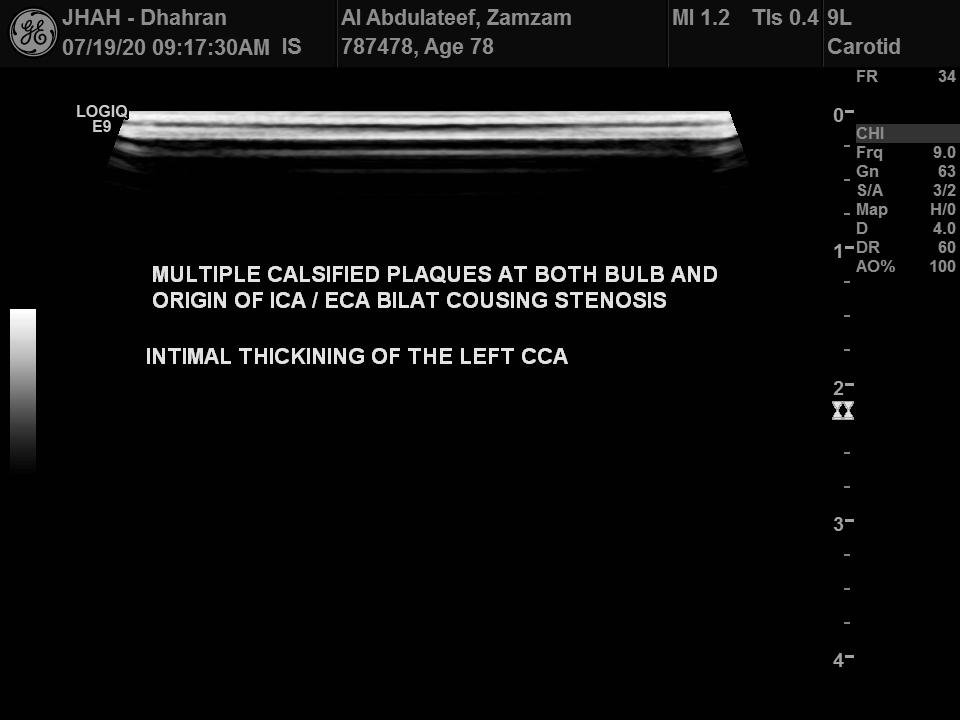 JHAH - Dhahran
07/19/20 09:17:30AM IS
Al Abdulateef, Zamzam
787478, Age 78
MI 1.2 TIs 0.4
9L
Carotid
FR 34
LOGIQ
E9
CHI
Frq 9.0
Gn 63
S/A 3/2
Map H/0
D 4.0
DR 60
AO% 100
0
1
2
3
4
MULTIPLE CALSIFIED PLAQUES AT BOTH BULB AND
ORIGIN OF ICA / ECA BILAT COUSING STENOSIS
INTIMAL THICKINING OF THE LEFT CCA